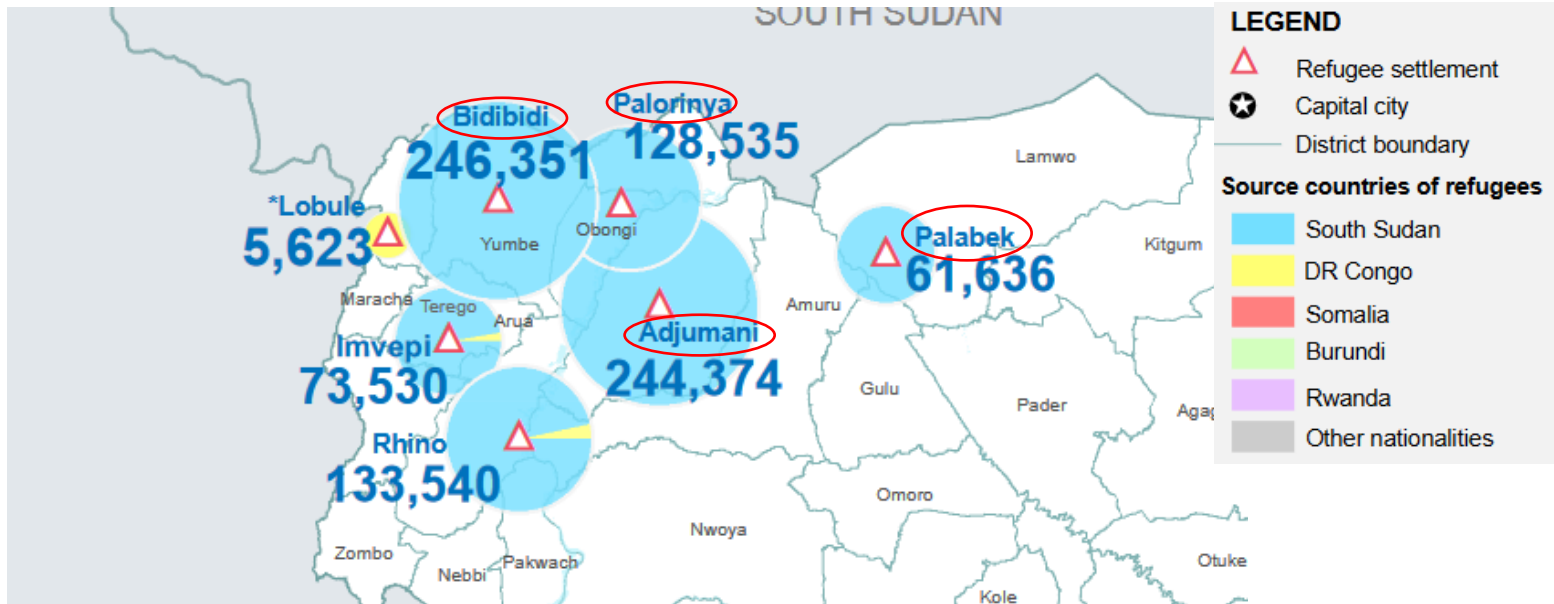 SOUTH SUDAN
Bidibidi
246,351
Palorinya
128,535
Lamwo
*Lobule
5,623
Yumbe
Obongi
Palabek
61,636
Kitgum
Maracha
Terego
Arua
Amuru
Imvepi
73,530
Adjumani
244,374
Gulu
Pader
Agag
Rhino
133,540
Omoro
Nwoya
Zombo
Nebbi
Pakwach
Otuke
Kole
LEGEND
Refugee settlement
Capital city
District boundary
Source countries of refugees
South Sudan
DR Congo
Somalia
Burundi
Rwanda
Other nationalities